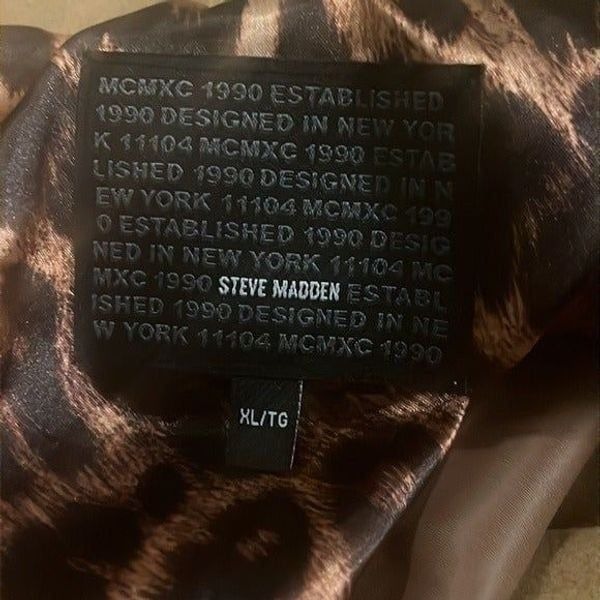 MCMXC 1990 ESTABLISHED
1990 DESIGNED IN NEW YOR
K 11104 MCMXC 1990 ESTAB
LISHED 1990 DESIGNED IN N
EW YORK 11104 MCMXC 199
0 ESTABLISHED 1990 DESIG
NED IN NEW YORK 11104 MC
MXC 1990 STEVE MADDEN ESTABL
ISHED 1990 DESIGNED IN NE
W YORK 11104 MCMXC 1990
XL/TG